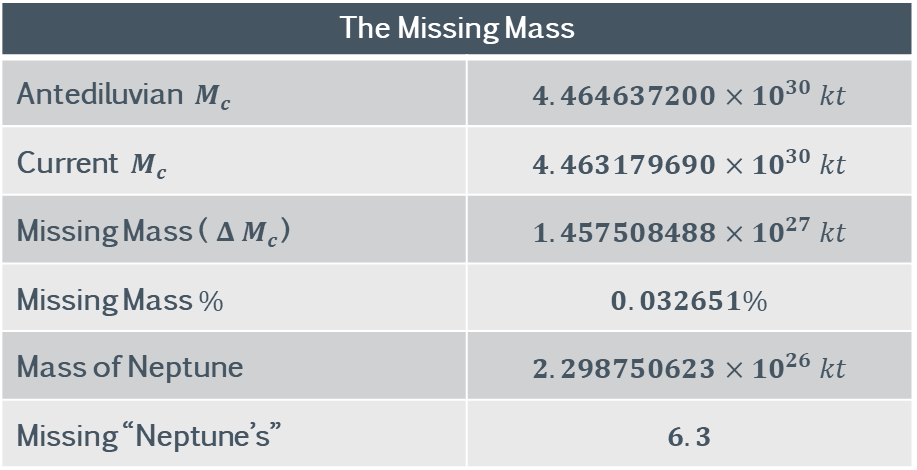 The Missing Mass
Antediluvian M_c 4.464637200 × 10^30 kt
Current M_c 4.463179690 × 10^30 kt
Missing Mass ( Δ M_c) 1.457508488 × 10^27 kt
Missing Mass % 0.032651%
Mass of Neptune 2.298750623 × 10^26 kt
Missing “Neptune’s” 6.3